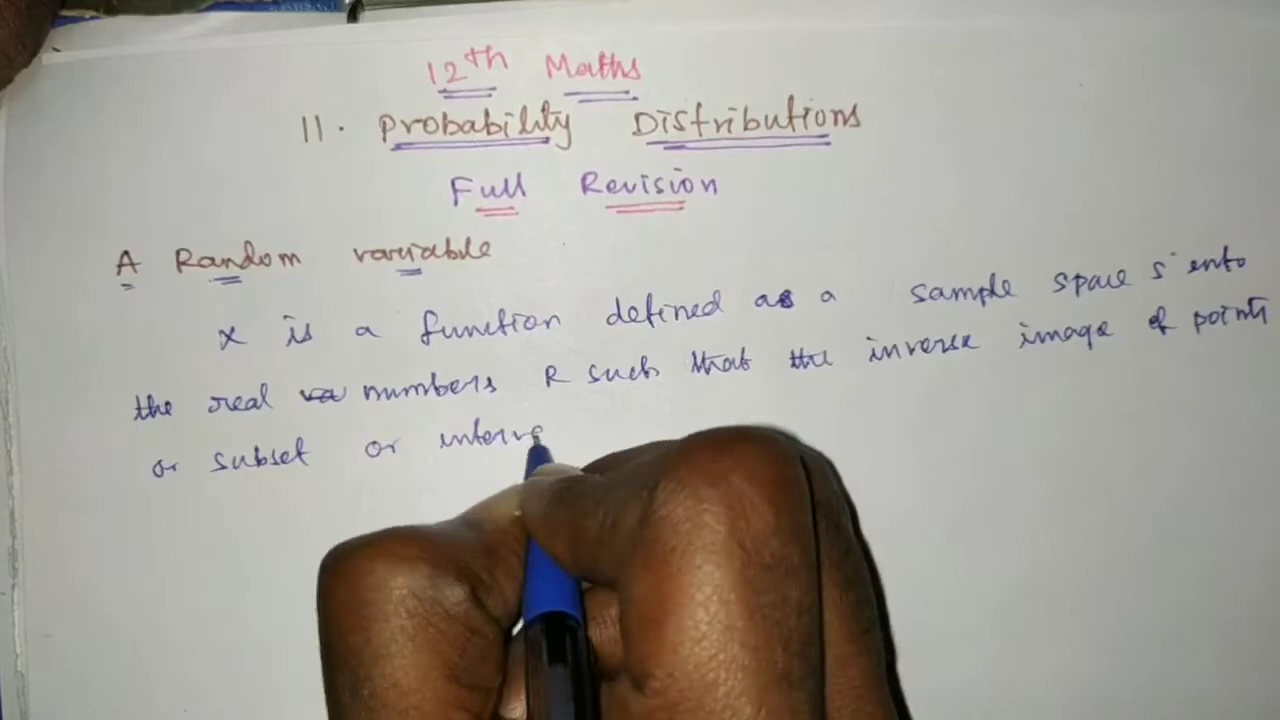 12th Maths
11. Probability Distributions
Full Revision
A Random variable
X is a function defined as a sample space S into
the real numbers R such that the inverse image of points
or subset or interv